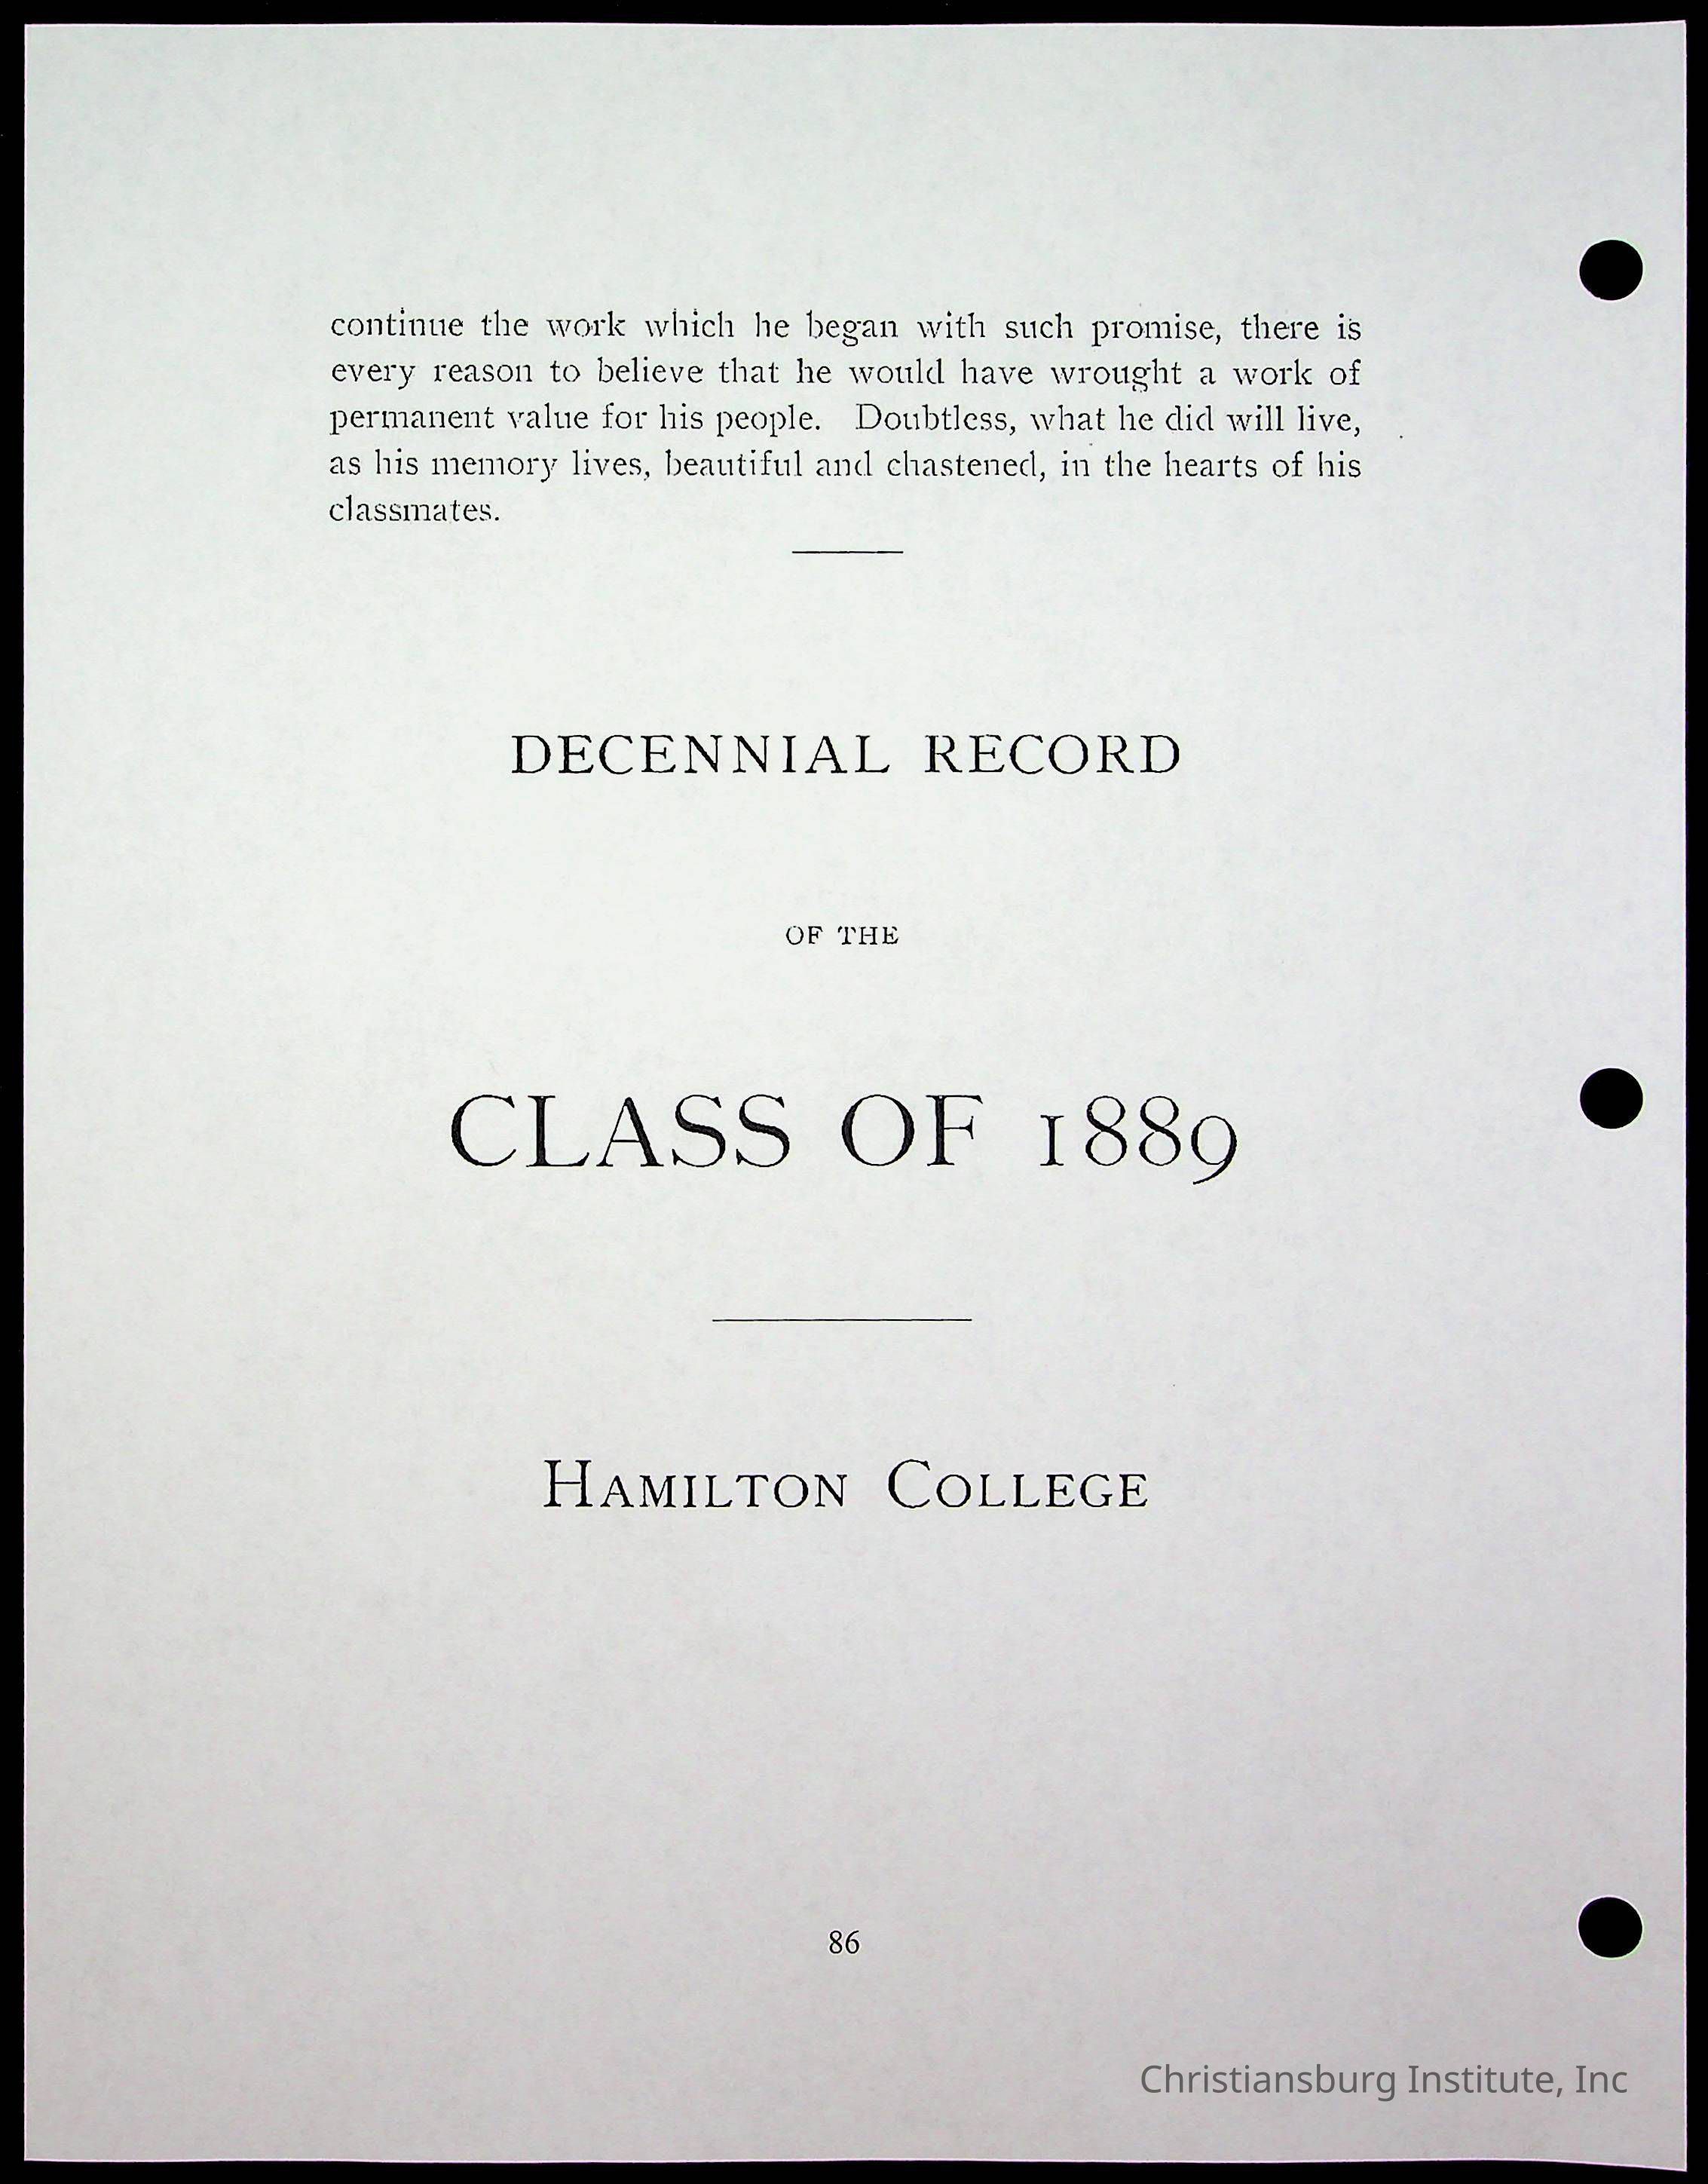 continue the work which he began with such promise, there is
every reason to believe that he would have wrought a work of
permanent value for his people. Doubtless, what he did will live,
as his memory lives, beautiful and chastened, in the hearts of his
classmates.
DECENNIAL RECORD
OF THE
CLASS OF 1889
HAMILTON COLLEGE
86
Christiansburg Institute, Inc